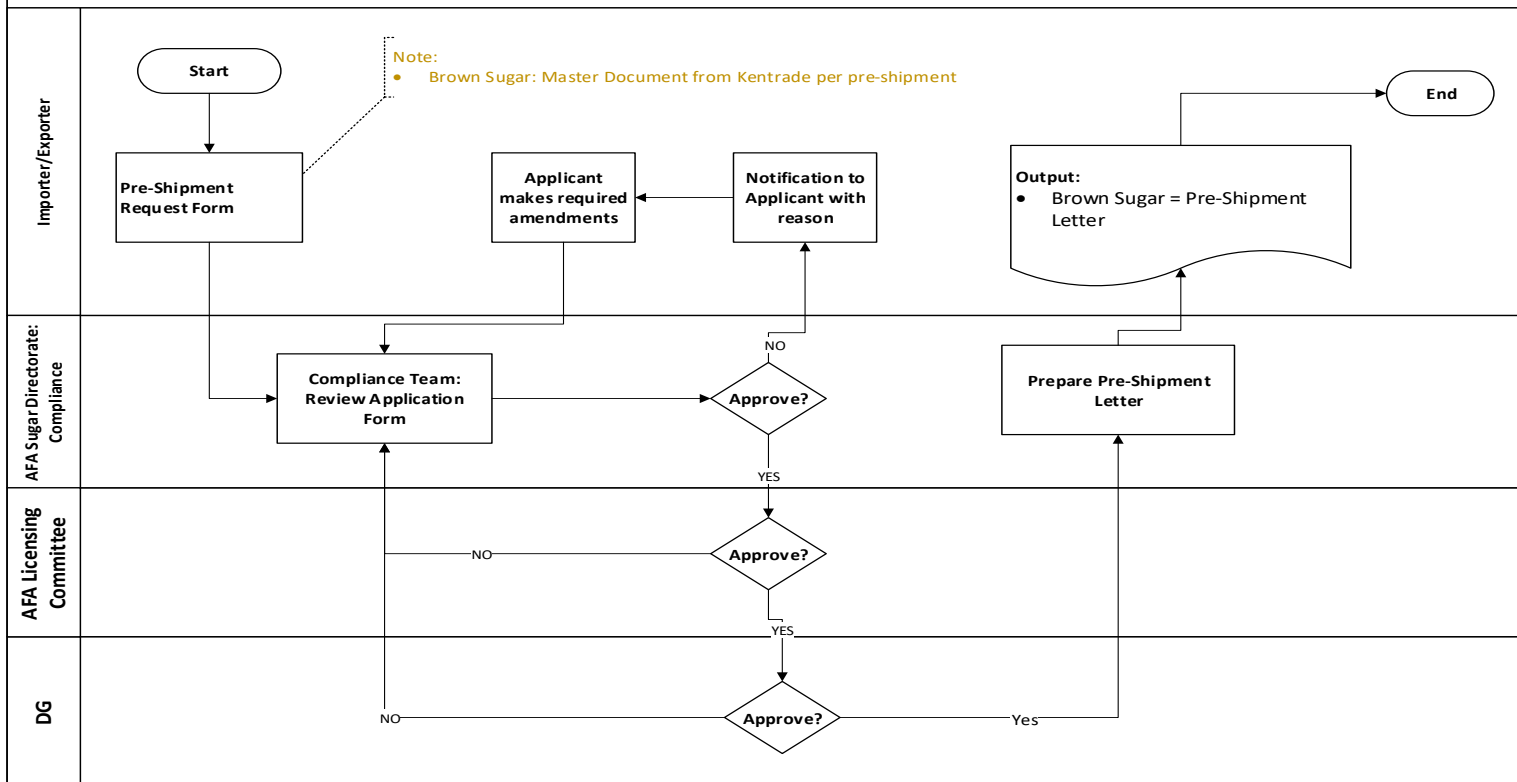 Importer/Exporter
Start
Note:
• Brown Sugar: Master Document from Kentrade per pre-shipment
End
Pre-Shipment
Request Form
Applicant
makes required
amendments
Notification to
Applicant with
reason
Output:
• Brown Sugar = Pre-Shipment
Letter
AFA Sugar Directorate:
Compliance
Compliance Team:
Review Application
Form
NO
Approve?
YES
Prepare Pre-Shipment
Letter
AFA Licensing
Committee
NO
Approve?
YES
DG
NO
Approve?
Yes